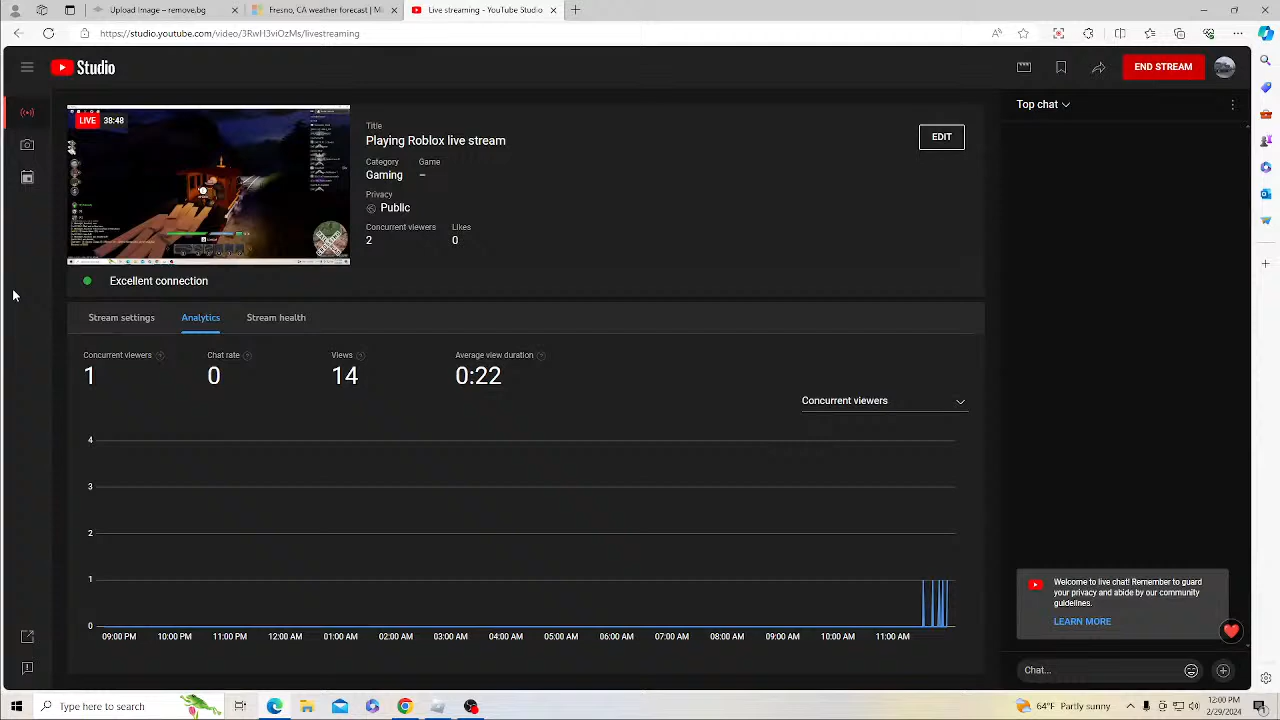 Upload Image – remove.bg
Fresno, CA weather forecast | Mi
Live streaming - YouTube Studio
https://studio.youtube.com/video/3RwH3viOzMs/livestreaming
Studio
END STREAM
LIVE 38:48
Title
Playing Roblox live stream
EDIT
Category Game
Gaming –
Privacy
Public
Concurrent viewers Likes
2 0
Excellent connection
Top chat
Stream settings Analytics Stream health
Concurrent viewers Chat rate Views Average view duration
1 0 14 0:22
Concurrent viewers
4
3
2
1
0
09:00 PM 10:00 PM 11:00 PM 12:00 AM 01:00 AM 02:00 AM 03:00 AM 04:00 AM 05:00 AM 06:00 AM 07:00 AM 08:00 AM 09:00 AM 10:00 AM 11:00 AM
Welcome to live chat! Remember to guard
your privacy and abide by our community
guidelines.
LEARN MORE
Chat...
Type here to search
64°F Partly sunny
12:00 PM
2/29/2024